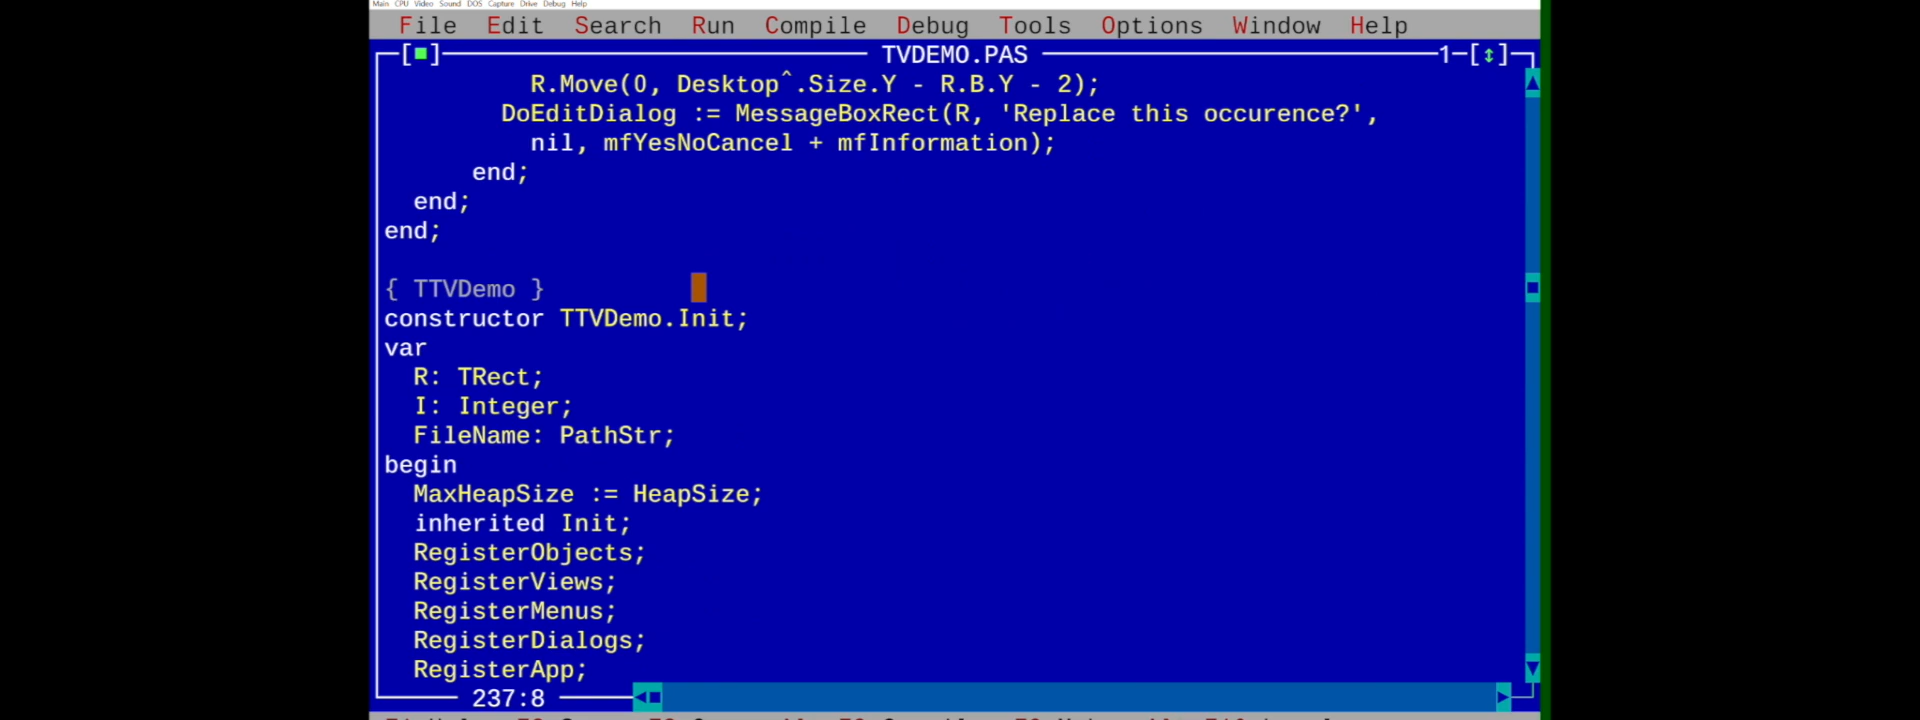 Main CPU Video Sound DOS Capture Drive Debug Help
File Edit Search Run Compile Debug Tools Options Window Help
[■] TVDEMO.PAS 1-[↕]
R.Move(0, Desktop^.Size.Y - R.B.Y - 2);
DoEditDialog := MessageBoxRect(R, 'Replace this occurence?',
nil, mfYesNoCancel + mfInformation);
end;
end;
end;
{ TTVDemo }
constructor TTVDemo.Init;
var
R: TRect;
I: Integer;
FileName: PathStr;
begin
MaxHeapSize := HeapSize;
inherited Init;
RegisterObjects;
RegisterViews;
RegisterMenus;
RegisterDialogs;
RegisterApp;
237:8